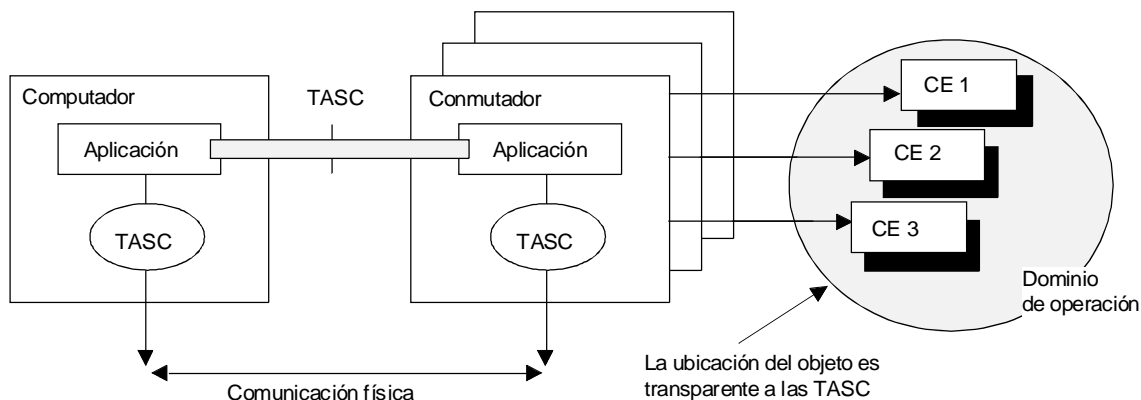 Computador
TASC
Conmutador
Aplicación
Aplicación
TASC
TASC
CE 1
CE 2
CE 3
Dominio
de operación
La ubicación del objeto es
transparente a las TASC
Comunicación física